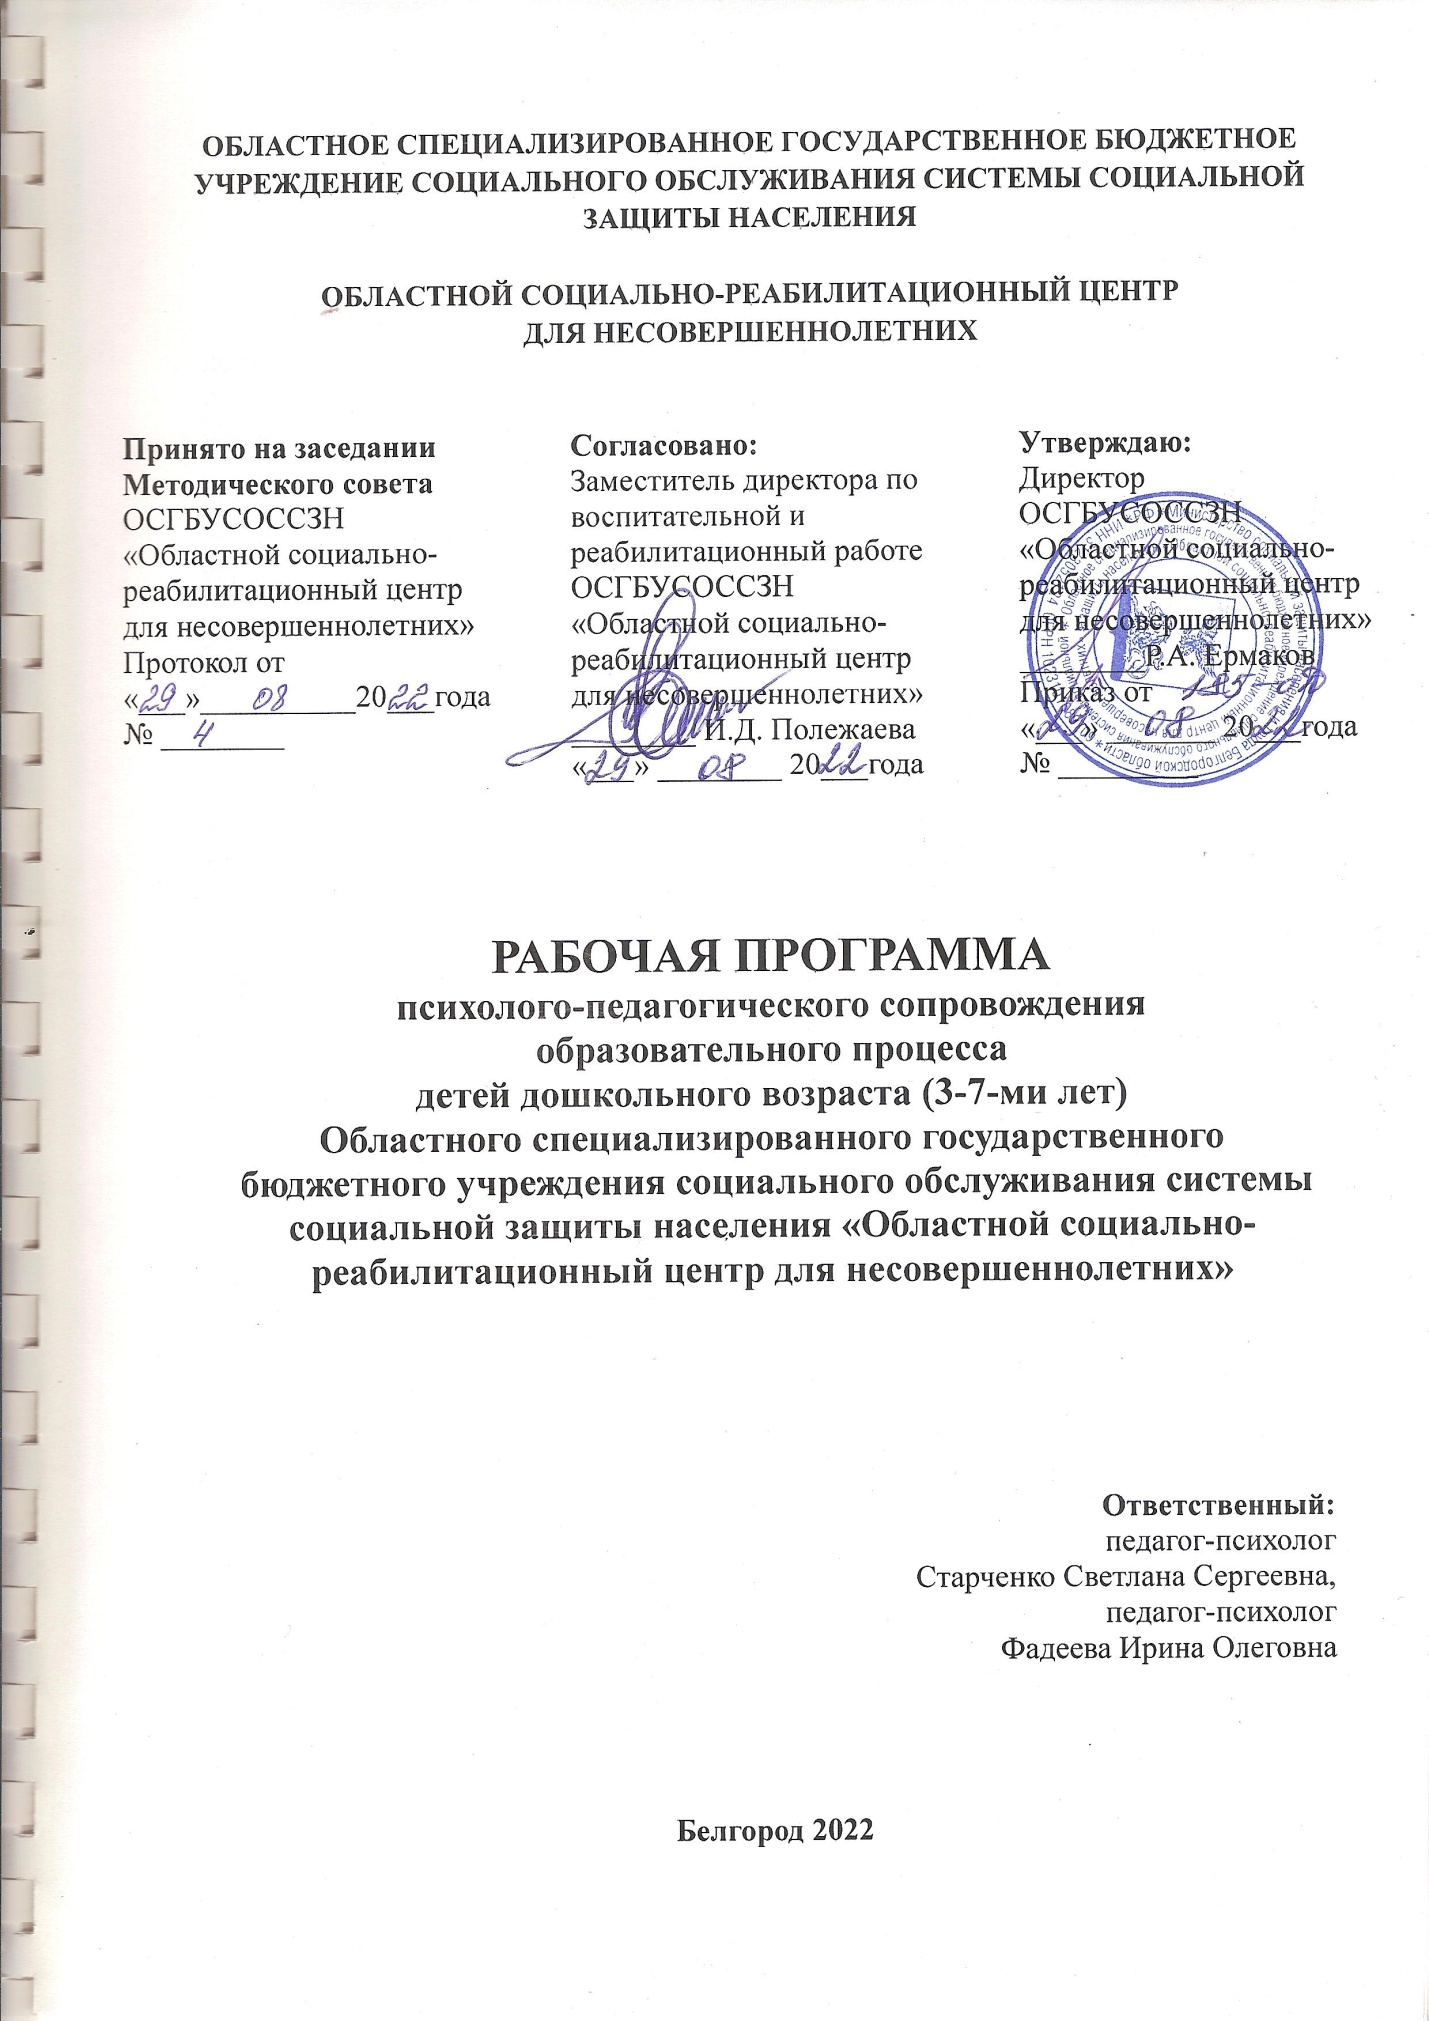 ОБЛАСТНОЕ СПЕЦИАЛИЗИРОВАННОЕ ГОСУДАРСТВЕННОЕ БЮДЖЕТНОЕ
УЧРЕЖДЕНИЕ СОЦИАЛЬНОГО ОБСЛУЖИВАНИЯ СИСТЕМЫ СОЦИАЛЬНОЙ
ЗАЩИТЫ НАСЕЛЕНИЯ
ОБЛАСТНОЙ СОЦИАЛЬНО-РЕАБИЛИТАЦИОННЫЙ ЦЕНТР
ДЛЯ НЕСОВЕРШЕННОЛЕТНИХ
Принято на заседании
Методического совета
ОСГБУСОССЗН
«Областной социально-
реабилитационный центр
для несовершеннолетних»
Протокол от
«29» 08 2022 года
№ 4
Согласовано:
Заместитель директора по
воспитательной и
реабилитационный работе
ОСГБУСОССЗН
«Областной социально-
реабилитационный центр
для несовершеннолетних»
И.Д. Полежаева
«29» 08 2022 года
Утверждаю:
Директор
ОСГБУСОССЗН
«Областной социально-
реабилитационный центр
для несовершеннолетних»
Р.А. Ермаков
Приказ от
«29» 08 2022 года
№
РАБОЧАЯ ПРОГРАММА
психолого-педагогического сопровождения
образовательного процесса
детей дошкольного возраста (3-7-ми лет)
Областного специализированного государственного
бюджетного учреждения социального обслуживания системы
социальной защиты населения «Областной социально-
реабилитационный центр для несовершеннолетних»
Ответственный:
педагог-психолог
Старченко Светлана Сергеевна,
педагог-психолог
Фадеева Ирина Олеговна
Белгород 2022